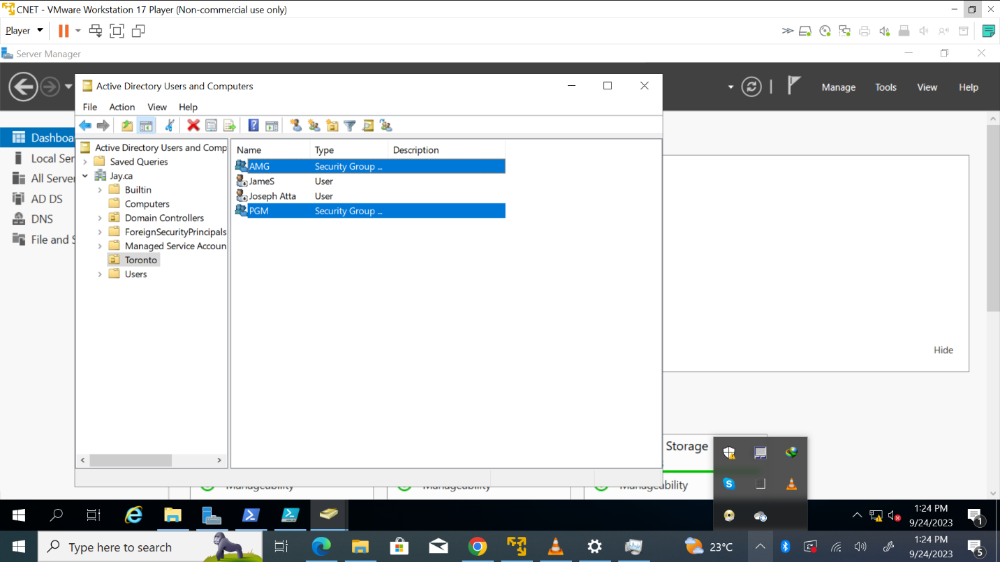 CNET - VMware Workstation 17 Player (Non-commercial use only)
Player
Server Manager
Active Directory Users and Computers
Manage Tools View Help
File Action View Help
Dashboa
Local Ser
All Server
AD DS
DNS
File and S
Active Directory Users and Comp
Saved Queries
Jay.ca
Builtin
Computers
Domain Controllers
ForeignSecurityPrincipals
Managed Service Accoun
Toronto
Users
Name Type Description
AMG Security Group ...
JameS User
Joseph Atta User
PGM Security Group ...
Hide
Storage
Manageability Manageability ability
1:24 PM
9/24/2023
1
Type here to search
23°C
1:24 PM
9/24/2023
5